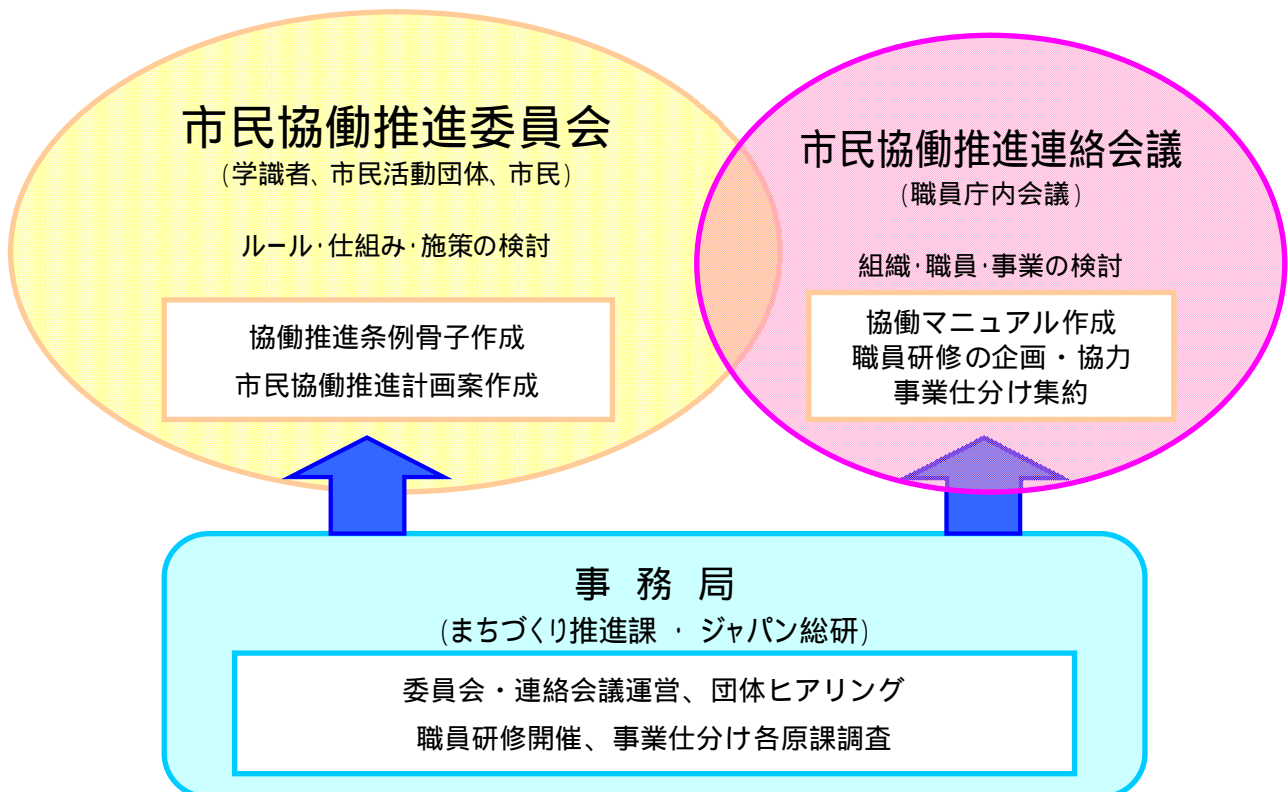 市民協働推進委員会
(学識者、市民活動団体、市民)
ルール・仕組み・施策の検討
協働推進条例骨子作成
市民協働推進計画案作成
市民協働推進連絡会議
(職員庁内会議)
組織・職員・事業の検討
協働マニュアル作成
職員研修の企画・協力
事業仕分け集約
事 務 局
(まちづくり推進課 ・ ジャパン総研)
委員会・連絡会議運営、団体ヒアリング
職員研修開催、事業仕分け各原課調査